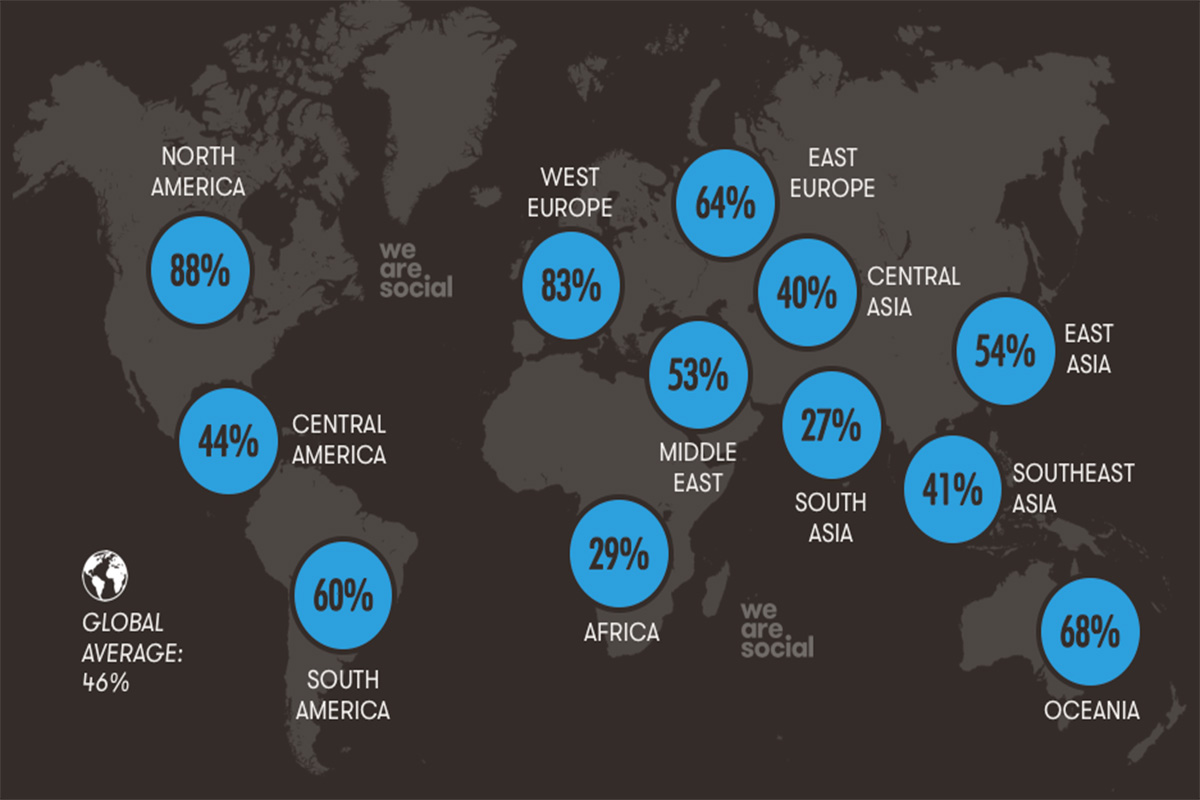 NORTH
AMERICA
88%
we
are
social
WEST
EUROPE
83%
EAST
EUROPE
64%
CENTRAL
ASIA
40%
EAST
ASIA
54%
MIDDLE
EAST
53%
SOUTH
ASIA
27%
SOUTHEAST
ASIA
41%
CENTRAL
AMERICA
44%
GLOBAL
AVERAGE:
46%
60%
SOUTH
AMERICA
29%
AFRICA
we
are
social
68%
OCEANIA